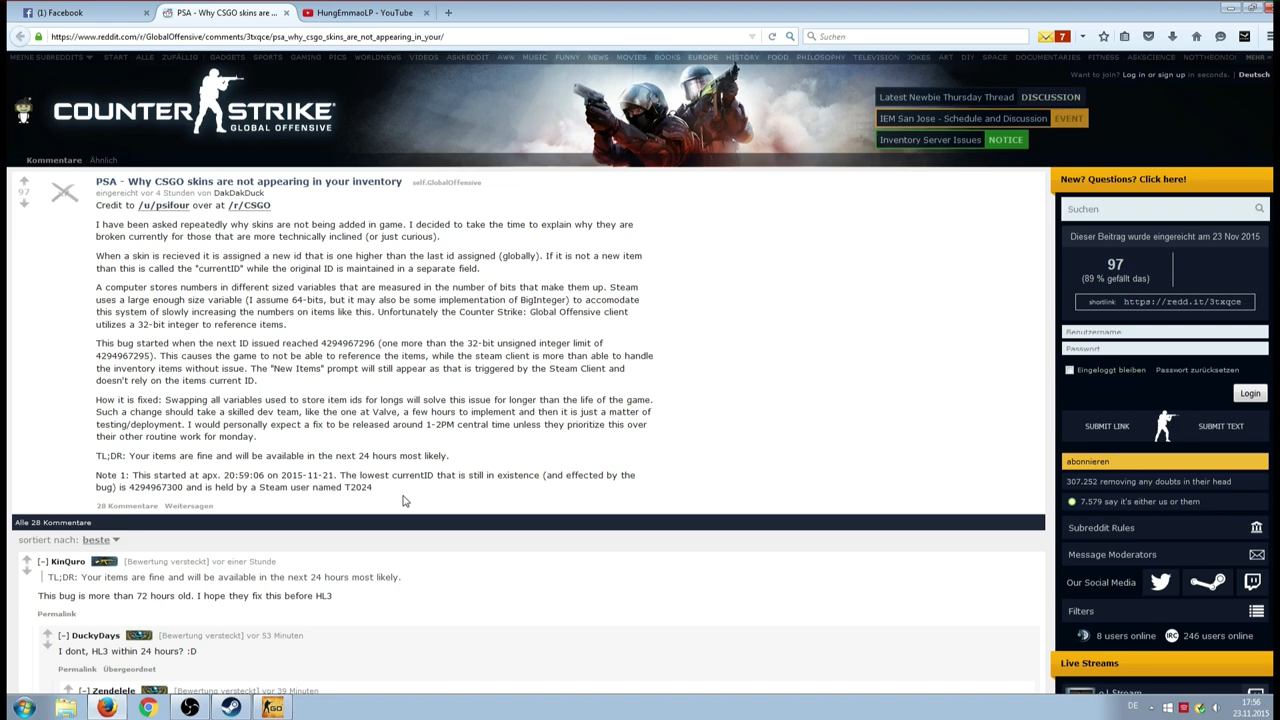 (1) Facebook
PSA - Why CSGO skins are ...
HungEmmaoLP - YouTube
https://www.reddit.com/r/GlobalOffensive/comments/3txqce/psa_why_csgo_skins_are_not_appearing_in_your/
Suchen
7
MEINE SUBREDDITS START ALLE ZUFÄLLIG GADGETS SPORTS GAMING PICS WORLDNEWS VIDEOS ASKREDDIT AWW MUSIC FUNNY NEWS MOVIES BOOKS EUROPE HISTORY FOOD PHILOSOPHY TELEVISION JOKES ART DIY SPACE DOCUMENTARIES FITNESS ASKSCIENCE NOTTHEONION MEHR »
Want to join? Log in or sign up in seconds. | Deutsch
COUNTER STRIKE
GLOBAL OFFENSIVE
Latest Newbie Thursday Thread DISCUSSION
IEM San Jose - Schedule and Discussion EVENT
Inventory Server Issues NOTICE
Kommentare Ähnlich
97
PSA - Why CSGO skins are not appearing in your inventory self.GlobalOffensive
eingereicht vor 4 Stunden von DakDakDuck
Credit to /u/psifour over at /r/CSGO
I have been asked repeatedly why skins are not being added in game. I decided to take the time to explain why they are
broken currently for those that are more technically inclined (or just curious).
When a skin is recieved it is assigned a new id that is one higher than the last id assigned (globally). If it is not a new item
than this is called the "currentID" while the original ID is maintained in a separate field.
A computer stores numbers in different sized variables that are measured in the number of bits that make them up. Steam
uses a large enough size variable (I assume 64-bits, but it may also be some implementation of BigInteger) to accomodate
this system of slowly increasing the numbers on items like this. Unfortunately the Counter Strike: Global Offensive client
utilizes a 32-bit integer to reference items.
This bug started when the next ID issued reached 4294967296 (one more than the 32-bit unsigned integer limit of
4294967295). This causes the game to not be able to reference the items, while the steam client is more than able to handle
the inventory items without issue. The "New Items" prompt will still appear as that is triggered by the Steam Client and
doesn't rely on the items current ID.
How it is fixed: Swapping all variables used to store item ids for longs will solve this issue for longer than the life of the game.
Such a change should take a skilled dev team, like the one at Valve, a few hours to implement and then it is just a matter of
testing/deployment. I would personally expect a fix to be released around 1-2PM central time unless they prioritize this over
their other routine work for monday.
TL;DR: Your items are fine and will be available in the next 24 hours most likely.
Note 1: This started at apx. 20:59:06 on 2015-11-21. The lowest currentID that is still in existence (and effected by the
bug) is 4294967300 and is held by a Steam user named T2024
28 Kommentare Weitersagen
Alle 28 Kommentare
sortiert nach: beste
[–] KinQuro [Bewertung versteckt] vor einer Stunde
TL;DR: Your items are fine and will be available in the next 24 hours most likely.
This bug is more than 72 hours old. I hope they fix this before HL3
Permalink
[–] DuckyDays [Bewertung versteckt] vor 53 Minuten
I dont, HL3 within 24 hours? :D
Permalink Übergeordnet
[–] Zendelele [Bewertung versteckt] vor 39 Minuten
New? Questions? Click here!
Suchen
Dieser Beitrag wurde eingereicht am 23 Nov 2015
97
(89 % gefällt das)
shortlink: https://redd.it/3txqce
Benutzername
Passwort
Eingeloggt bleiben Passwort zurücksetzen
Login
SUBMIT LINK SUBMIT TEXT
abonnieren
307.252 removing any doubts in their head
7.579 say it's either us or them
Subreddit Rules
Message Moderators
Our Social Media
Filters
8 users online IRC 246 users online
Live Streams
GO
DE
17:56
23.11.2015